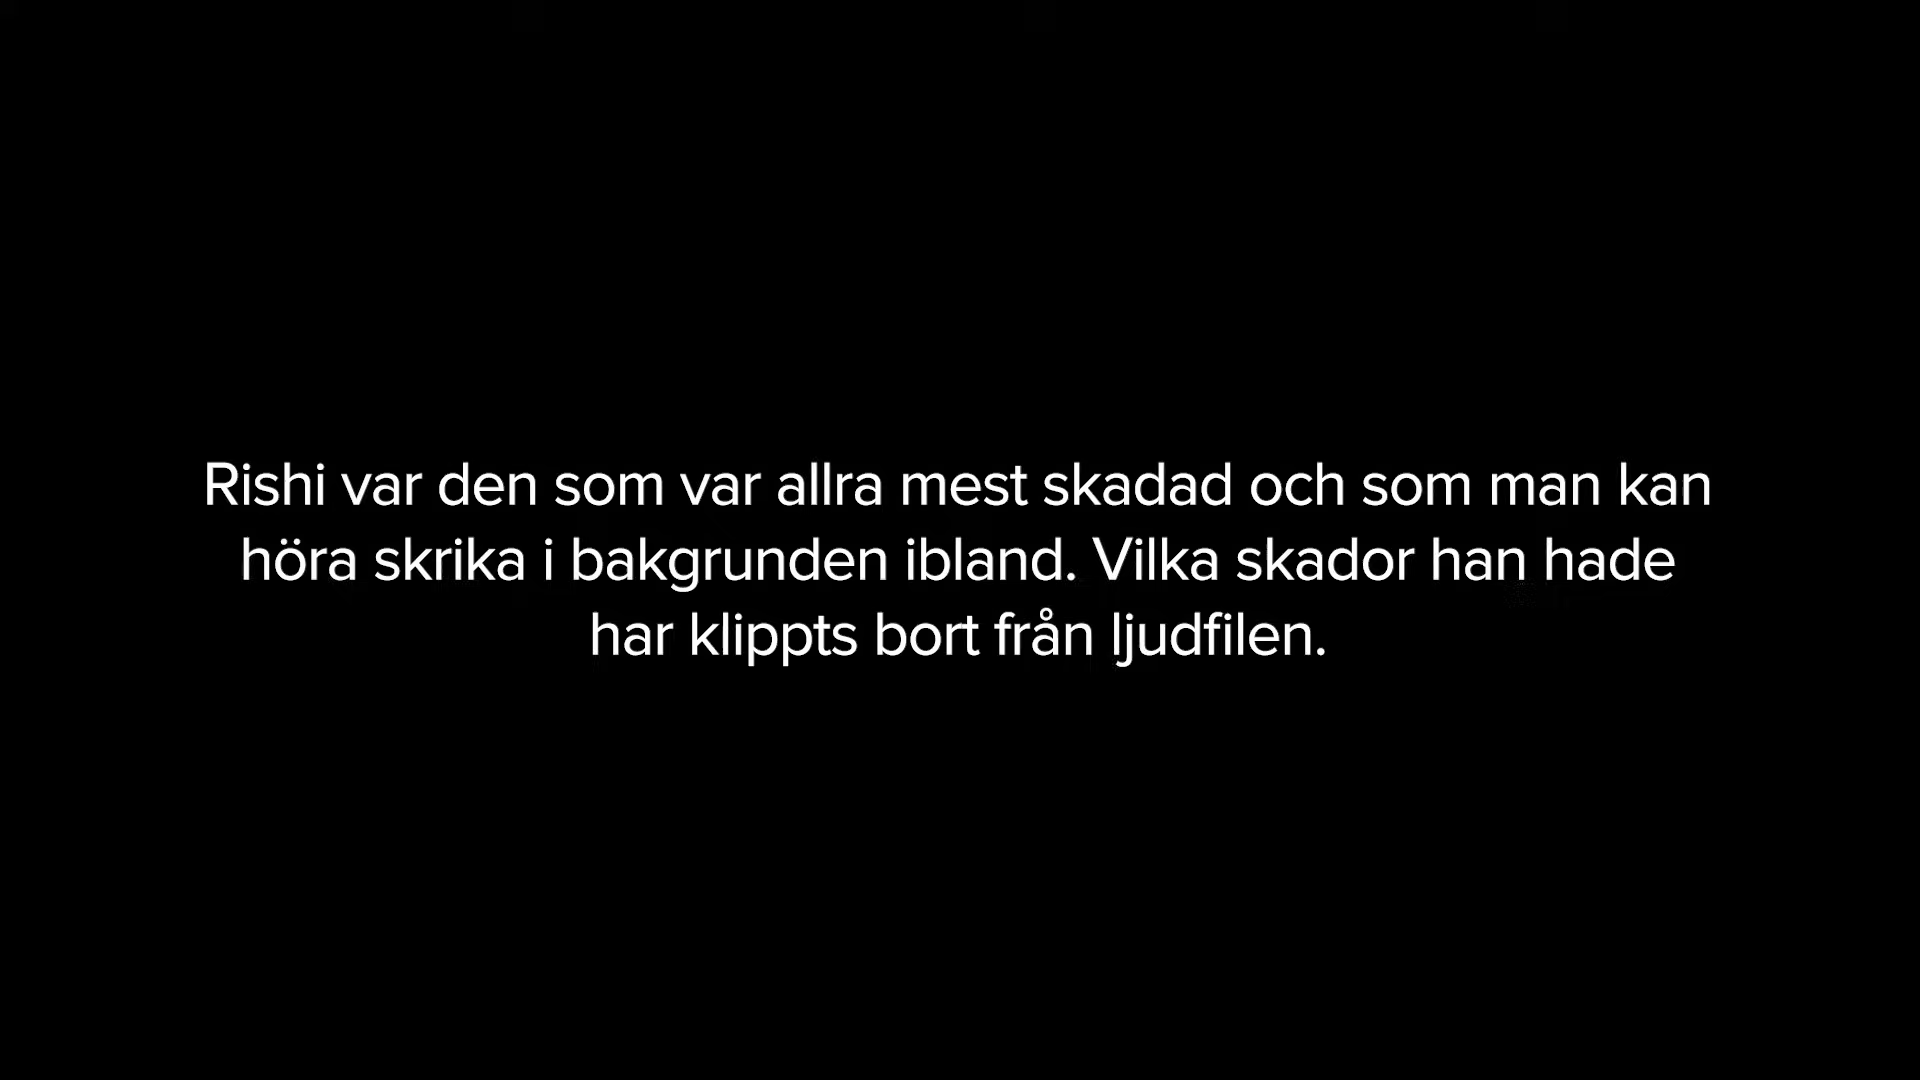 Rishi var den som var allra mest skadad och som man kan
höra skrika i bakgrunden ibland. Vilka skador han hade
har klippts bort från ljudfilen.